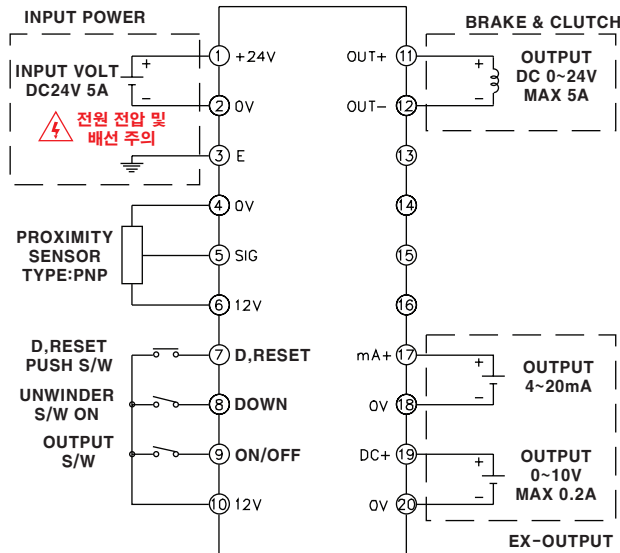 INPUT POWER
INPUT VOLT
DC24V 5A
전원 전압 및
배선 주의
PROXIMITY
SENSOR
TYPE:PNP
D,RESET
PUSH S/W
UNWINDER
S/W ON
OUTPUT
S/W
+
−
1 +24V
2 0V
3 E
4 0V
5 SIG
6 12V
7 D,RESET
8 DOWN
9 ON/OFF
10 12V
BRAKE & CLUTCH
OUT+ 11
OUT− 12
13
14
15
16
mA+ 17
0V 18
DC+ 19
0V 20
+
−
OUTPUT
DC 0~24V
MAX 5A
+
−
OUTPUT
4~20mA
+
−
OUTPUT
0~10V
MAX 0.2A
EX-OUTPUT